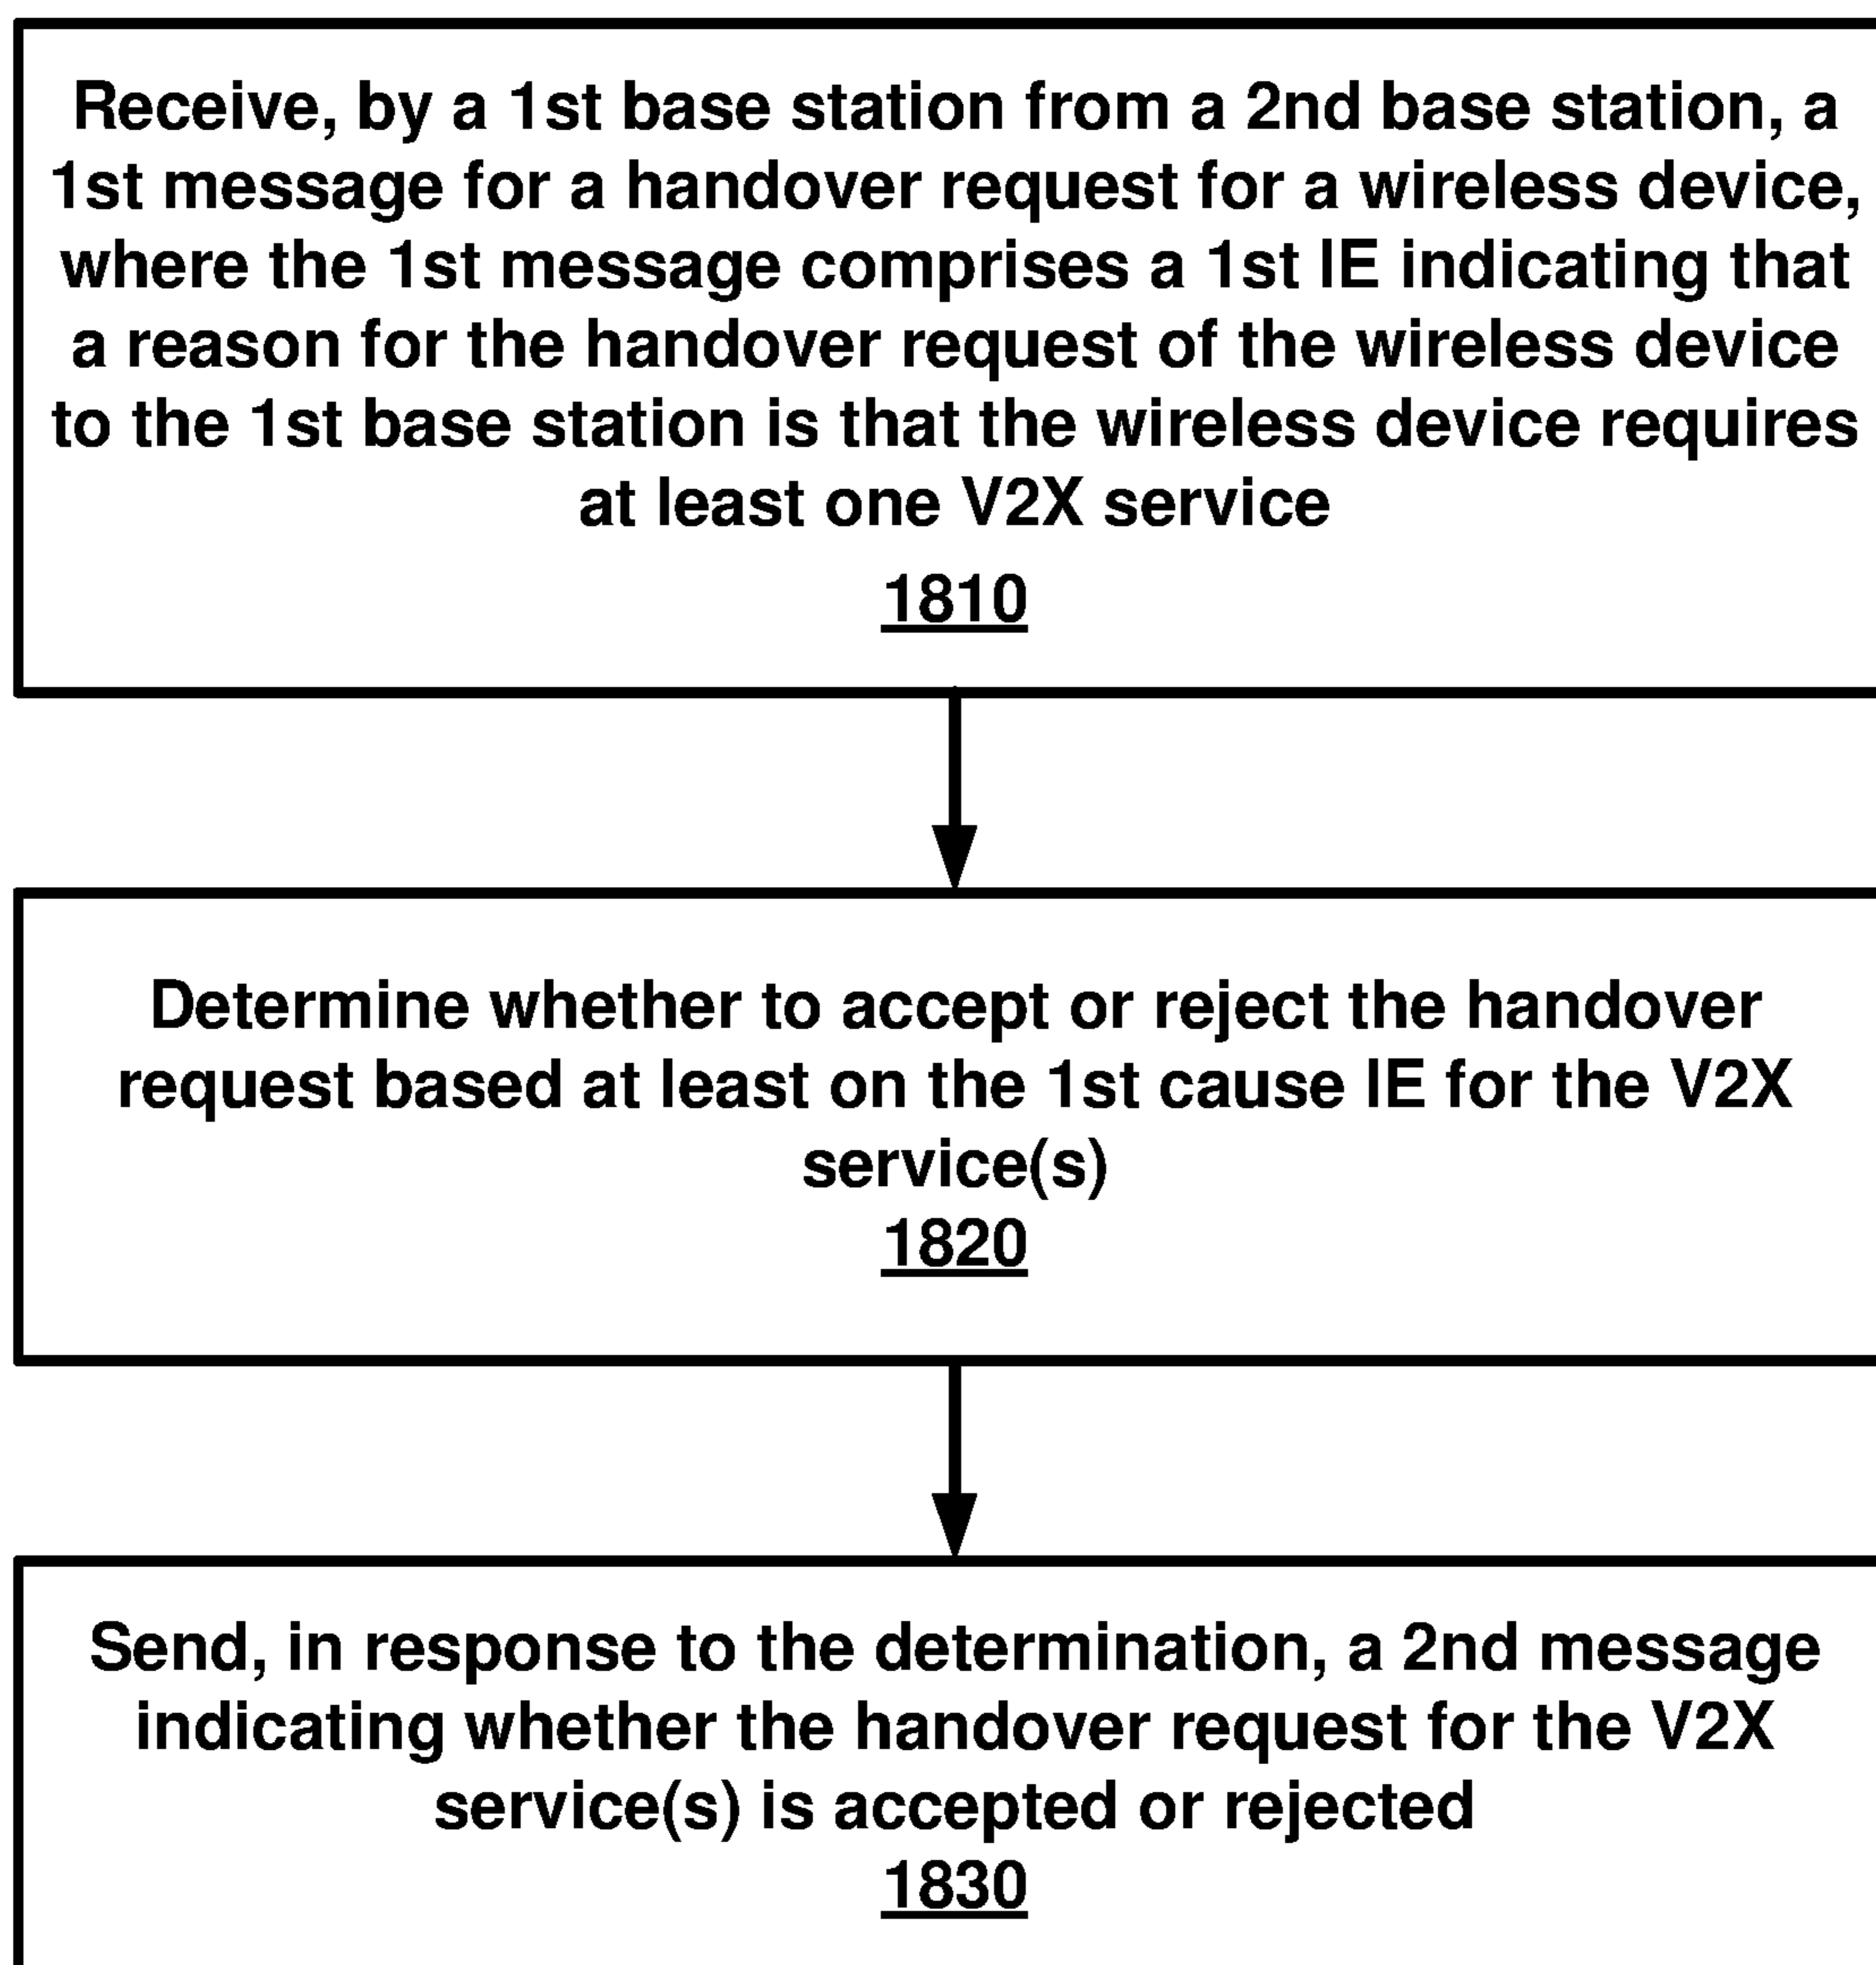 Receive, by a 1st base station from a 2nd base station, a
1st message for a handover request for a wireless device,
where the 1st message comprises a 1st IE indicating that
a reason for the handover request of the wireless device
to the 1st base station is that the wireless device requires
at least one V2X service
1810
Determine whether to accept or reject the handover
request based at least on the 1st cause IE for the V2X
service(s)
1820
Send, in response to the determination, a 2nd message
indicating whether the handover request for the V2X
service(s) is accepted or rejected
1830